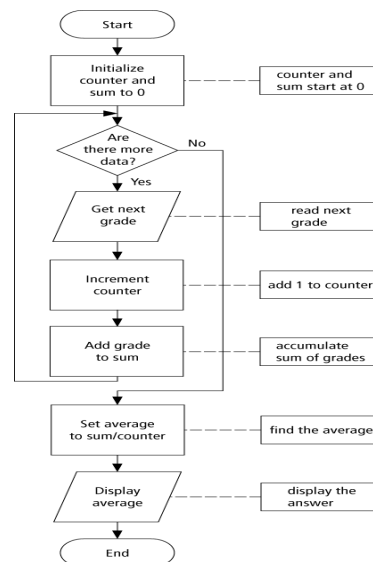 Start
Initialize
counter and
sum to 0
counter and
sum start at 0
Are
there more
data?
No
Yes
Get next
grade
read next
grade
Increment
counter
add 1 to counter
Add grade
to sum
accumulate
sum of grades
Set average
to sum/counter
find the average
Display
average
display the
answer
End